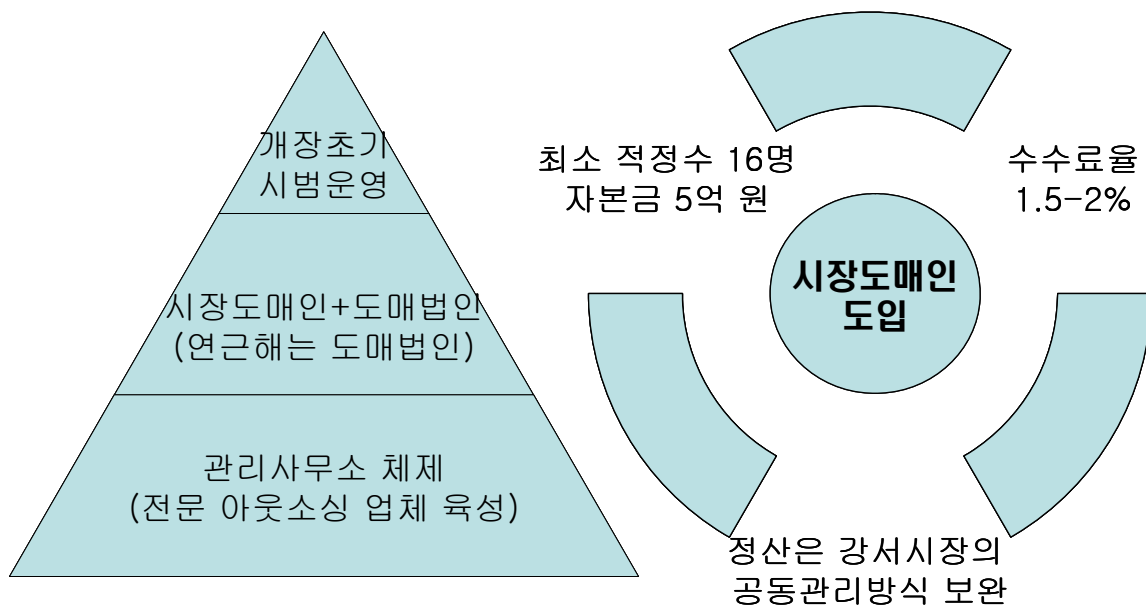 개장초기
시범운영
시장도매인+도매법인
(연근해는 도매법인)
관리사무소 체제
(전문 아웃소싱 업체 육성)
최소 적정수 16명
자본금 5억 원
수수료율
1.5-2%
시장도매인
도입
정산은 강서시장의
공동관리방식 보완